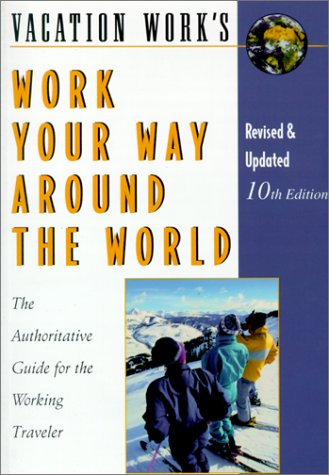 VACATION WORK'S
WORK
YOUR WAY
AROUND
THE WORLD
Revised &
Updated
10th Edition
The
Authoritative
Guide for the
Working
Traveler